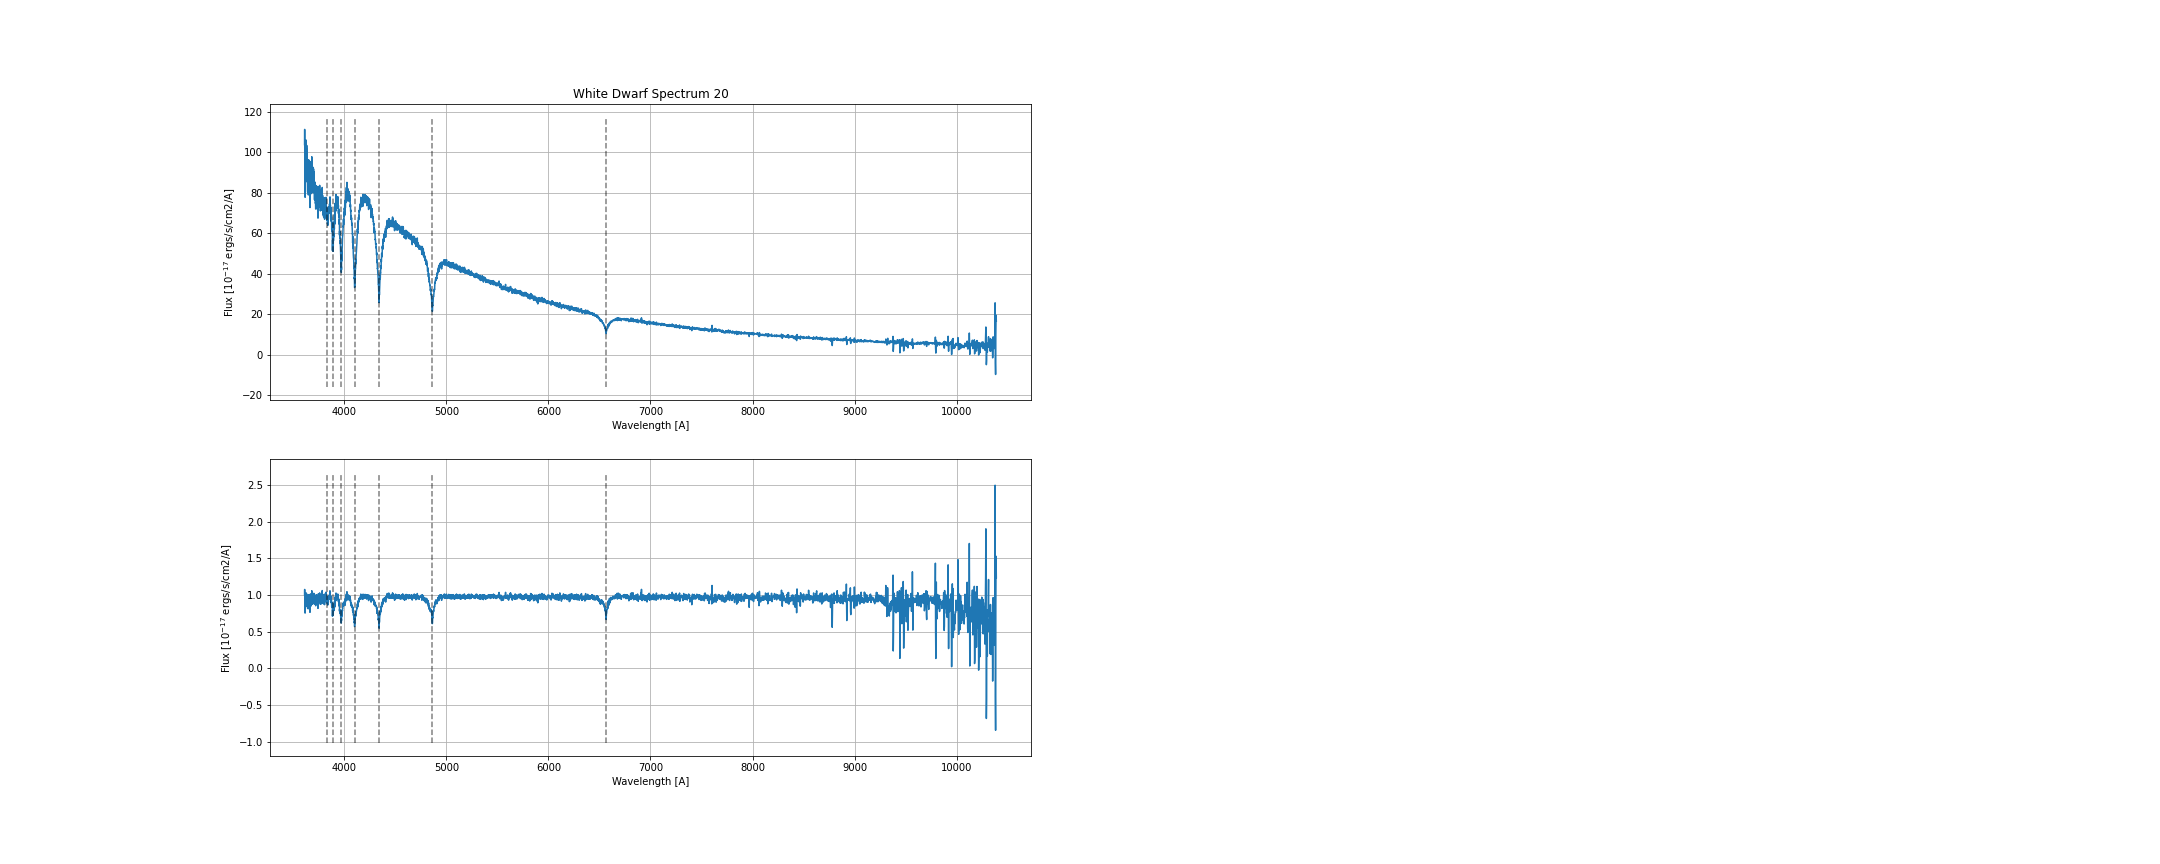 White Dwarf Spectrum 20
120
100
80
60
40
20
0
−20
Flux [10⁻¹⁷ ergs/s/cm2/A]
4000 5000 6000 7000 8000 9000 10000
Wavelength [A]
2.5
2.0
1.5
1.0
0.5
0.0
−0.5
−1.0
Flux [10⁻¹⁷ ergs/s/cm2/A]
4000 5000 6000 7000 8000 9000 10000
Wavelength [A]